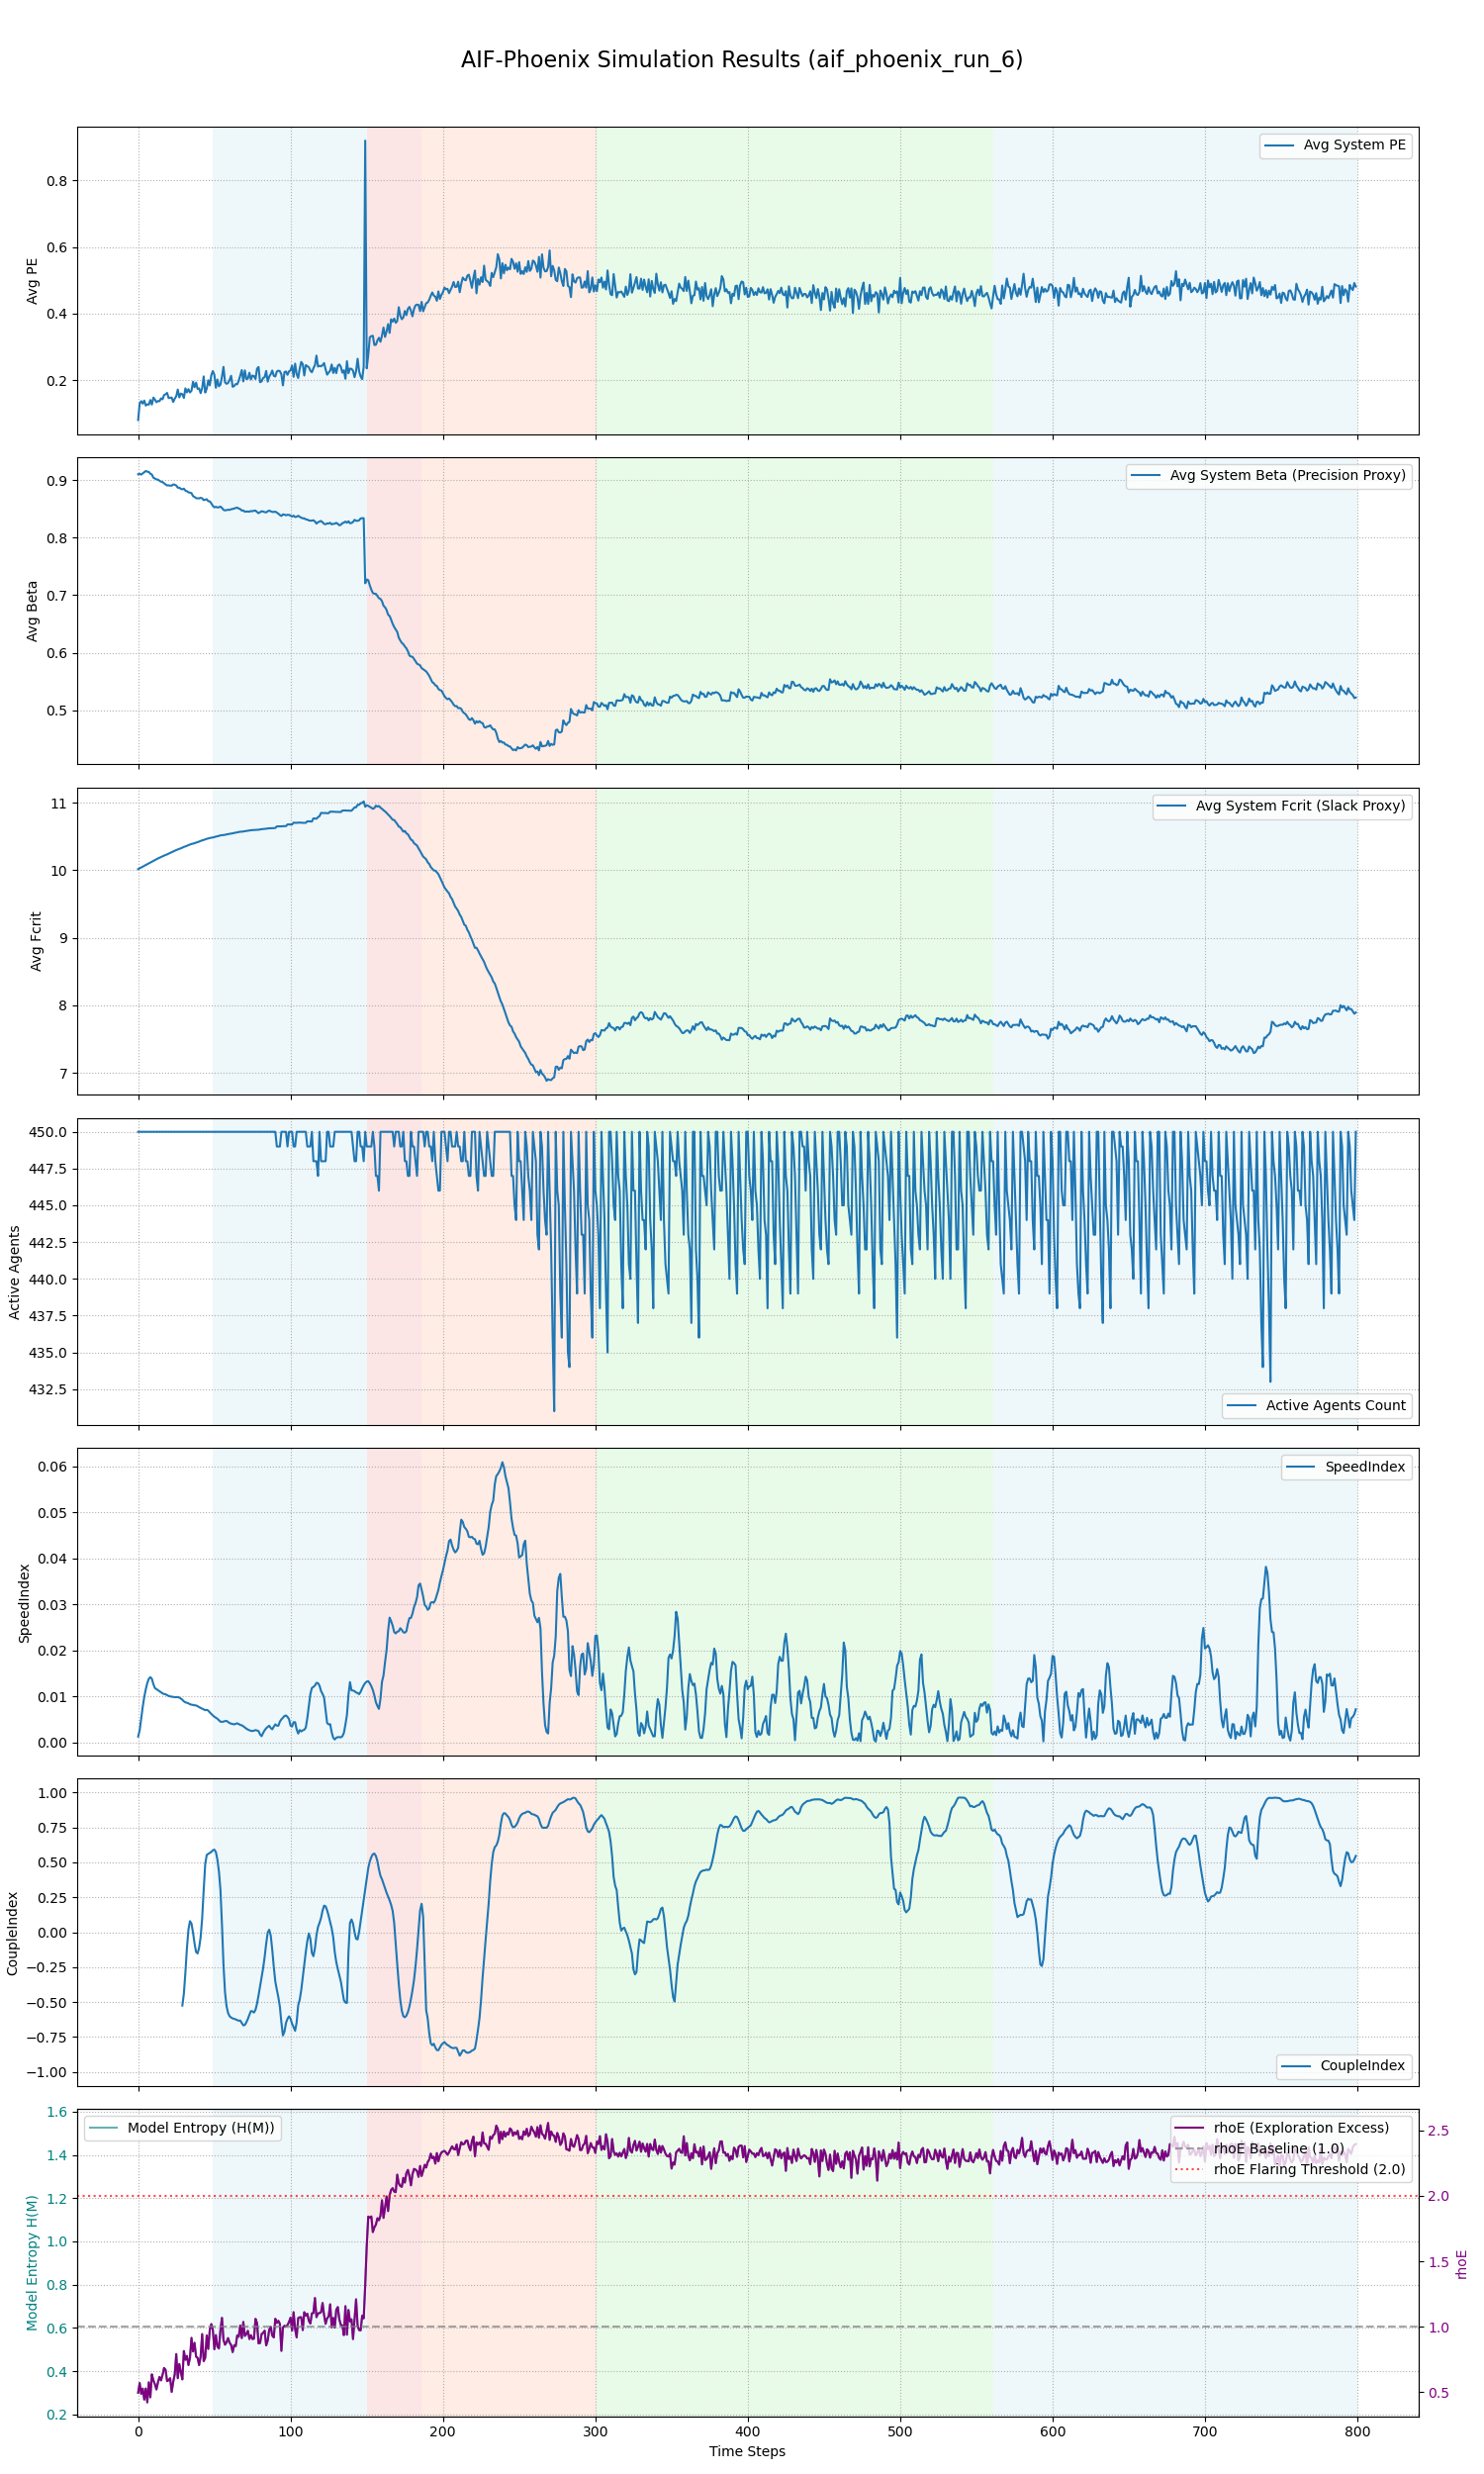 AIF-Phoenix Simulation Results (aif_phoenix_run_6)
Avg System PE
Avg PE
0.8
0.6
0.4
0.2
Avg System Beta (Precision Proxy)
Avg Beta
0.9
0.8
0.7
0.6
0.5
Avg System Fcrit (Slack Proxy)
Avg Fcrit
11
10
9
8
7
Active Agents
450.0
447.5
445.0
442.5
440.0
437.5
435.0
432.5
Active Agents Count
SpeedIndex
SpeedIndex
0.06
0.05
0.04
0.03
0.02
0.01
0.00
CoupleIndex
1.00
0.75
0.50
0.25
0.00
−0.25
−0.50
−0.75
−1.00
CoupleIndex
Model Entropy (H(M))
rhoE (Exploration Excess)
rhoE Baseline (1.0)
rhoE Flaring Threshold (2.0)
Model Entropy H(M)
1.6
1.4
1.2
1.0
0.8
0.6
0.4
0.2
2.5
2.0
1.5
1.0
0.5
rhoE
0 100 200 300 400 500 600 700 800
Time Steps